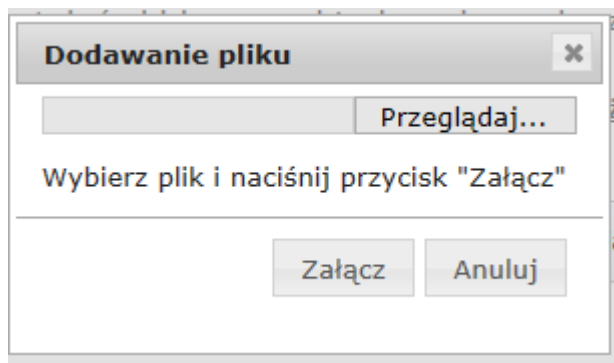 Dodawanie pliku
Przeglądaj...
Wybierz plik i naciśnij przycisk "Załącz"
Załącz Anuluj